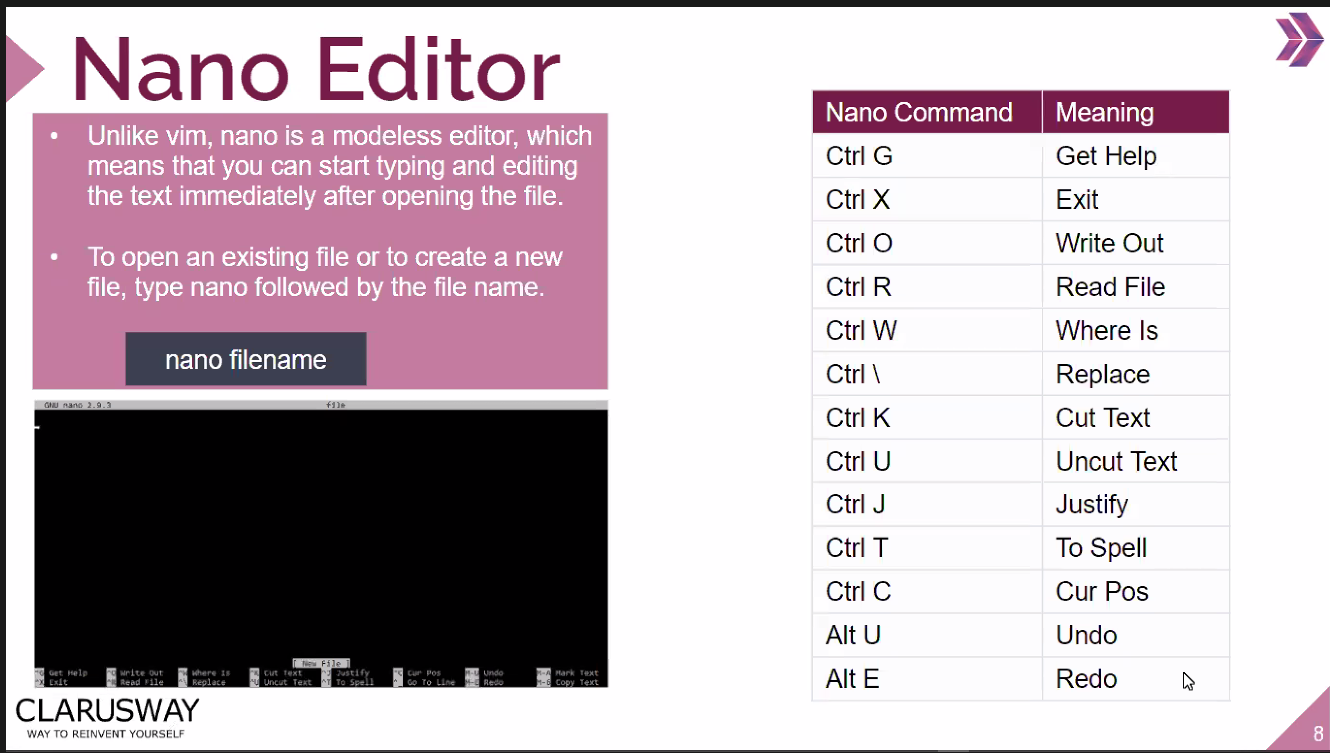 Nano Editor
• Unlike vim, nano is a modeless editor, which
means that you can start typing and editing
the text immediately after opening the file.
• To open an existing file or to create a new
file, type nano followed by the file name.
nano filename
GNU nano 2.9.3 file
[ New File ]
^G Get Help ^O Write Out ^W Where Is ^K Cut Text ^J Justify ^C Cur Pos M-U Undo M-A Mark Text
^X Exit ^R Read File ^\ Replace ^U Uncut Text ^T To Spell ^_ Go To Line M-E Redo M-6 Copy Text
Nano Command Meaning
Ctrl G Get Help
Ctrl X Exit
Ctrl O Write Out
Ctrl R Read File
Ctrl W Where Is
Ctrl \ Replace
Ctrl K Cut Text
Ctrl U Uncut Text
Ctrl J Justify
Ctrl T To Spell
Ctrl C Cur Pos
Alt U Undo
Alt E Redo
CLARUSWAY
WAY TO REINVENT YOURSELF
8